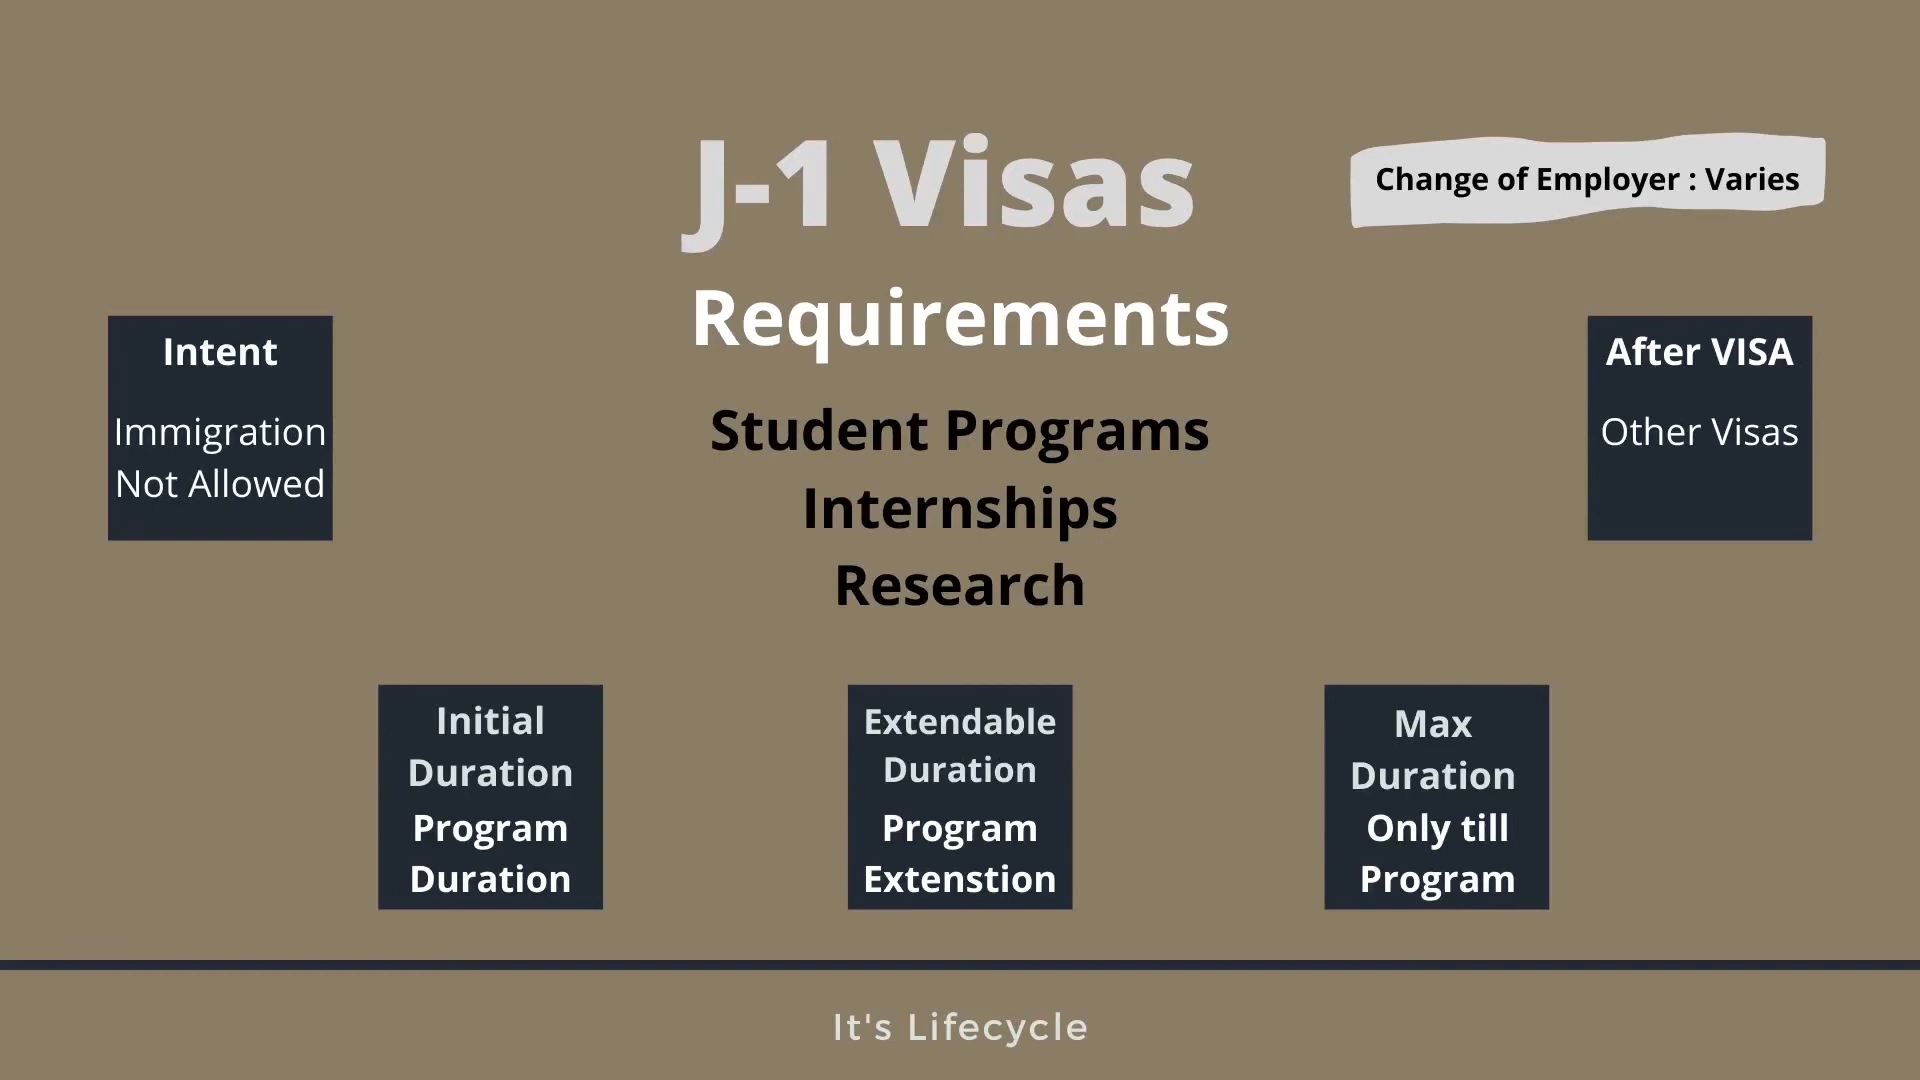 J-1 Visas
Change of Employer : Varies
Requirements
Intent
Immigration
Not Allowed
Student Programs
Internships
Research
After VISA
Other Visas
Initial
Duration
Program
Duration
Extendable
Duration
Program
Extenstion
Max
Duration
Only till
Program
It's Lifecycle